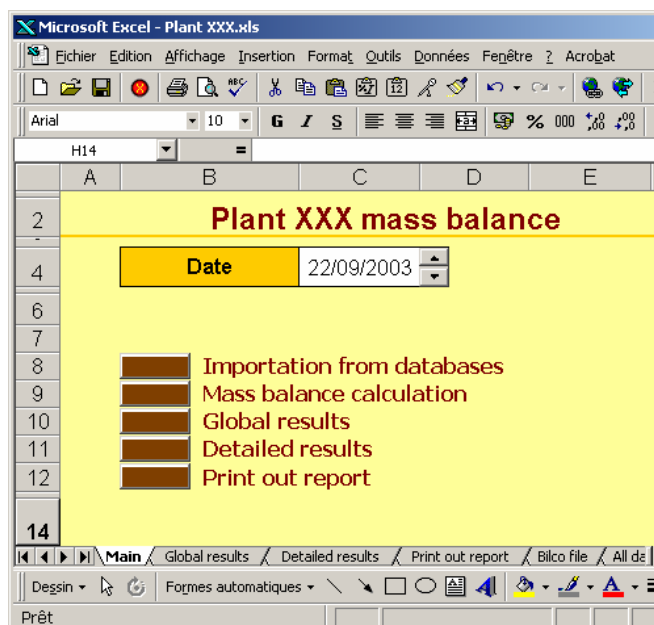 Microsoft Excel - Plant XXX.xls
Fichier Edition Affichage Insertion Format Outils Données Fenêtre ? Acrobat
Arial 10 G I S % 000
H14 =
A B C D E
2 Plant XXX mass balance
4 Date 22/09/2003
6
7
8 Importation from databases
9 Mass balance calculation
10 Global results
11 Detailed results
12 Print out report
14
Main Global results Detailed results Print out report Bilco file All da
Dessin Formes automatiques A
Prêt